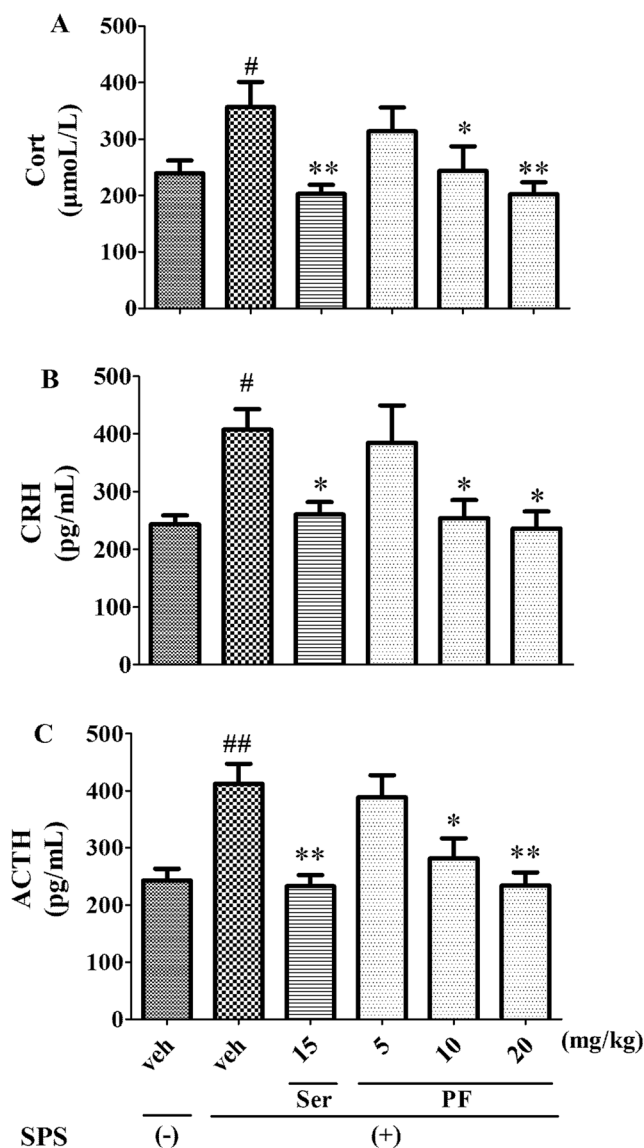 A
500
400
300
200
100
0
Cort
(μmoL/L)
#
**
*
**
B
500
400
300
200
100
0
CRH
(pg/mL)
#
*
*
*
C
500
400
300
200
100
0
ACTH
(pg/mL)
##
**
*
**
veh veh 15 5 10 20 (mg/kg)
Ser PF
SPS (-) (+)